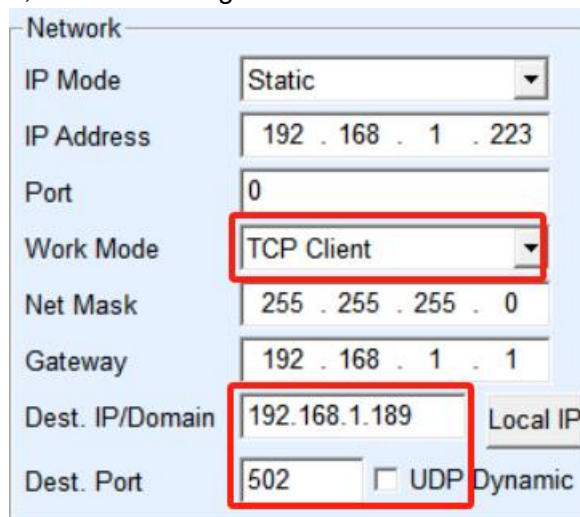 Network
IP Mode Static
IP Address 192 . 168 . 1 . 223
Port 0
Work Mode TCP Client
Net Mask 255 . 255 . 255 . 0
Gateway 192 . 168 . 1 . 1
Dest. IP/Domain 192.168.1.189 Local IP
Dest. Port 502 UDP Dynamic